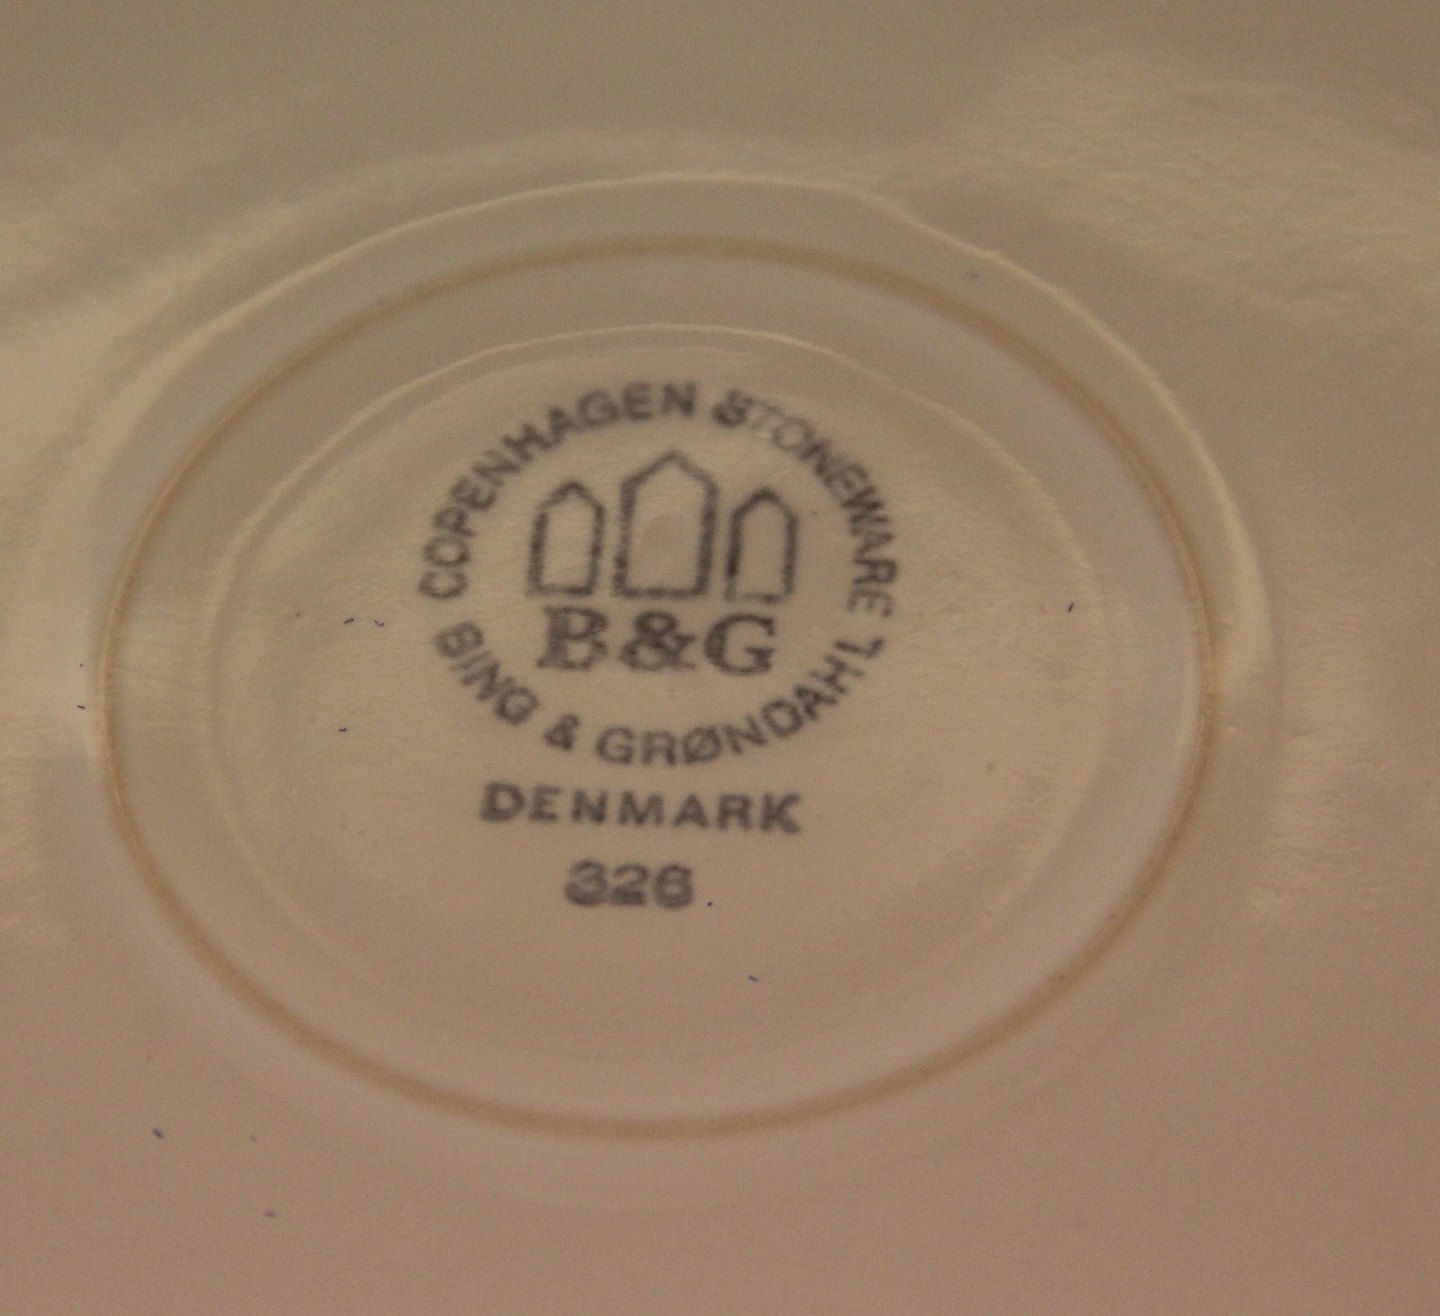 COPENHAGEN STONEWARE
B&G
BING & GRØNDAHL
DENMARK
326